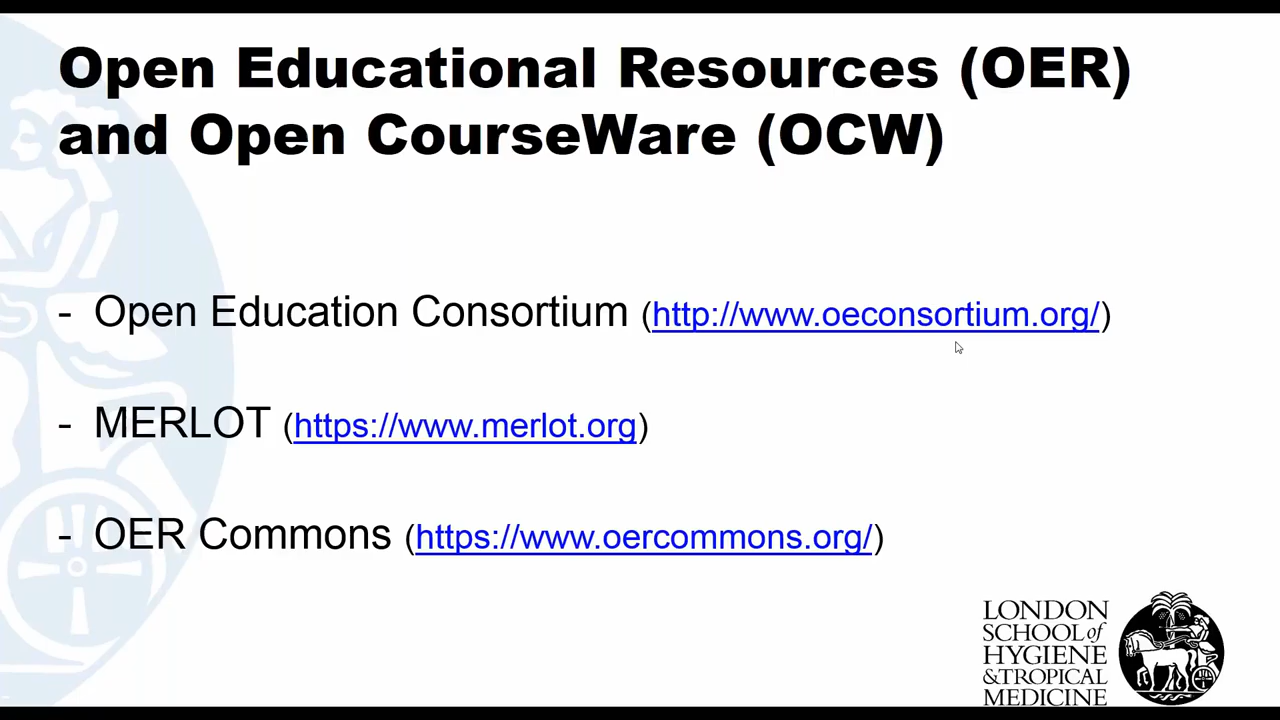 Open Educational Resources (OER)
and Open CourseWare (OCW)
- Open Education Consortium (http://www.oeconsortium.org/)
- MERLOT (https://www.merlot.org)
- OER Commons (https://www.oercommons.org/)
LONDON
SCHOOL of
HYGIENE
&TROPICAL
MEDICINE